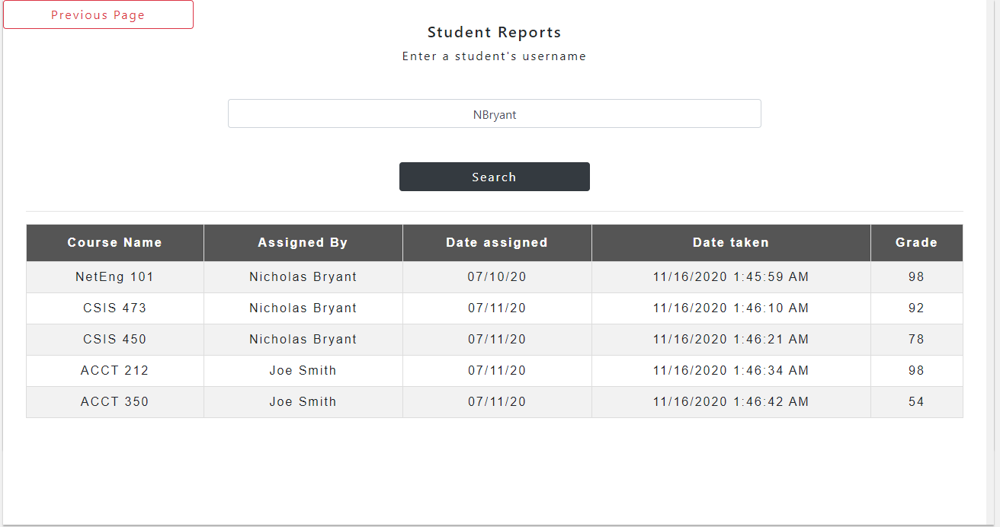 Previous Page
Student Reports
Enter a student's username
NBryant
Search
Course Name Assigned By Date assigned Date taken Grade
NetEng 101 Nicholas Bryant 07/10/20 11/16/2020 1:45:59 AM 98
CSIS 473 Nicholas Bryant 07/11/20 11/16/2020 1:46:10 AM 92
CSIS 450 Nicholas Bryant 07/11/20 11/16/2020 1:46:21 AM 78
ACCT 212 Joe Smith 07/11/20 11/16/2020 1:46:34 AM 98
ACCT 350 Joe Smith 07/11/20 11/16/2020 1:46:42 AM 54